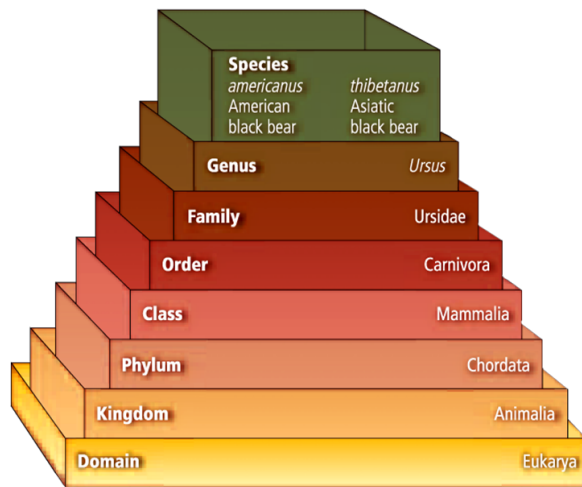 Species
americanus thibetanus
American Asiatic
black bear black bear
Genus Ursus
Family Ursidae
Order Carnivora
Class Mammalia
Phylum Chordata
Kingdom Animalia
Domain Eukarya